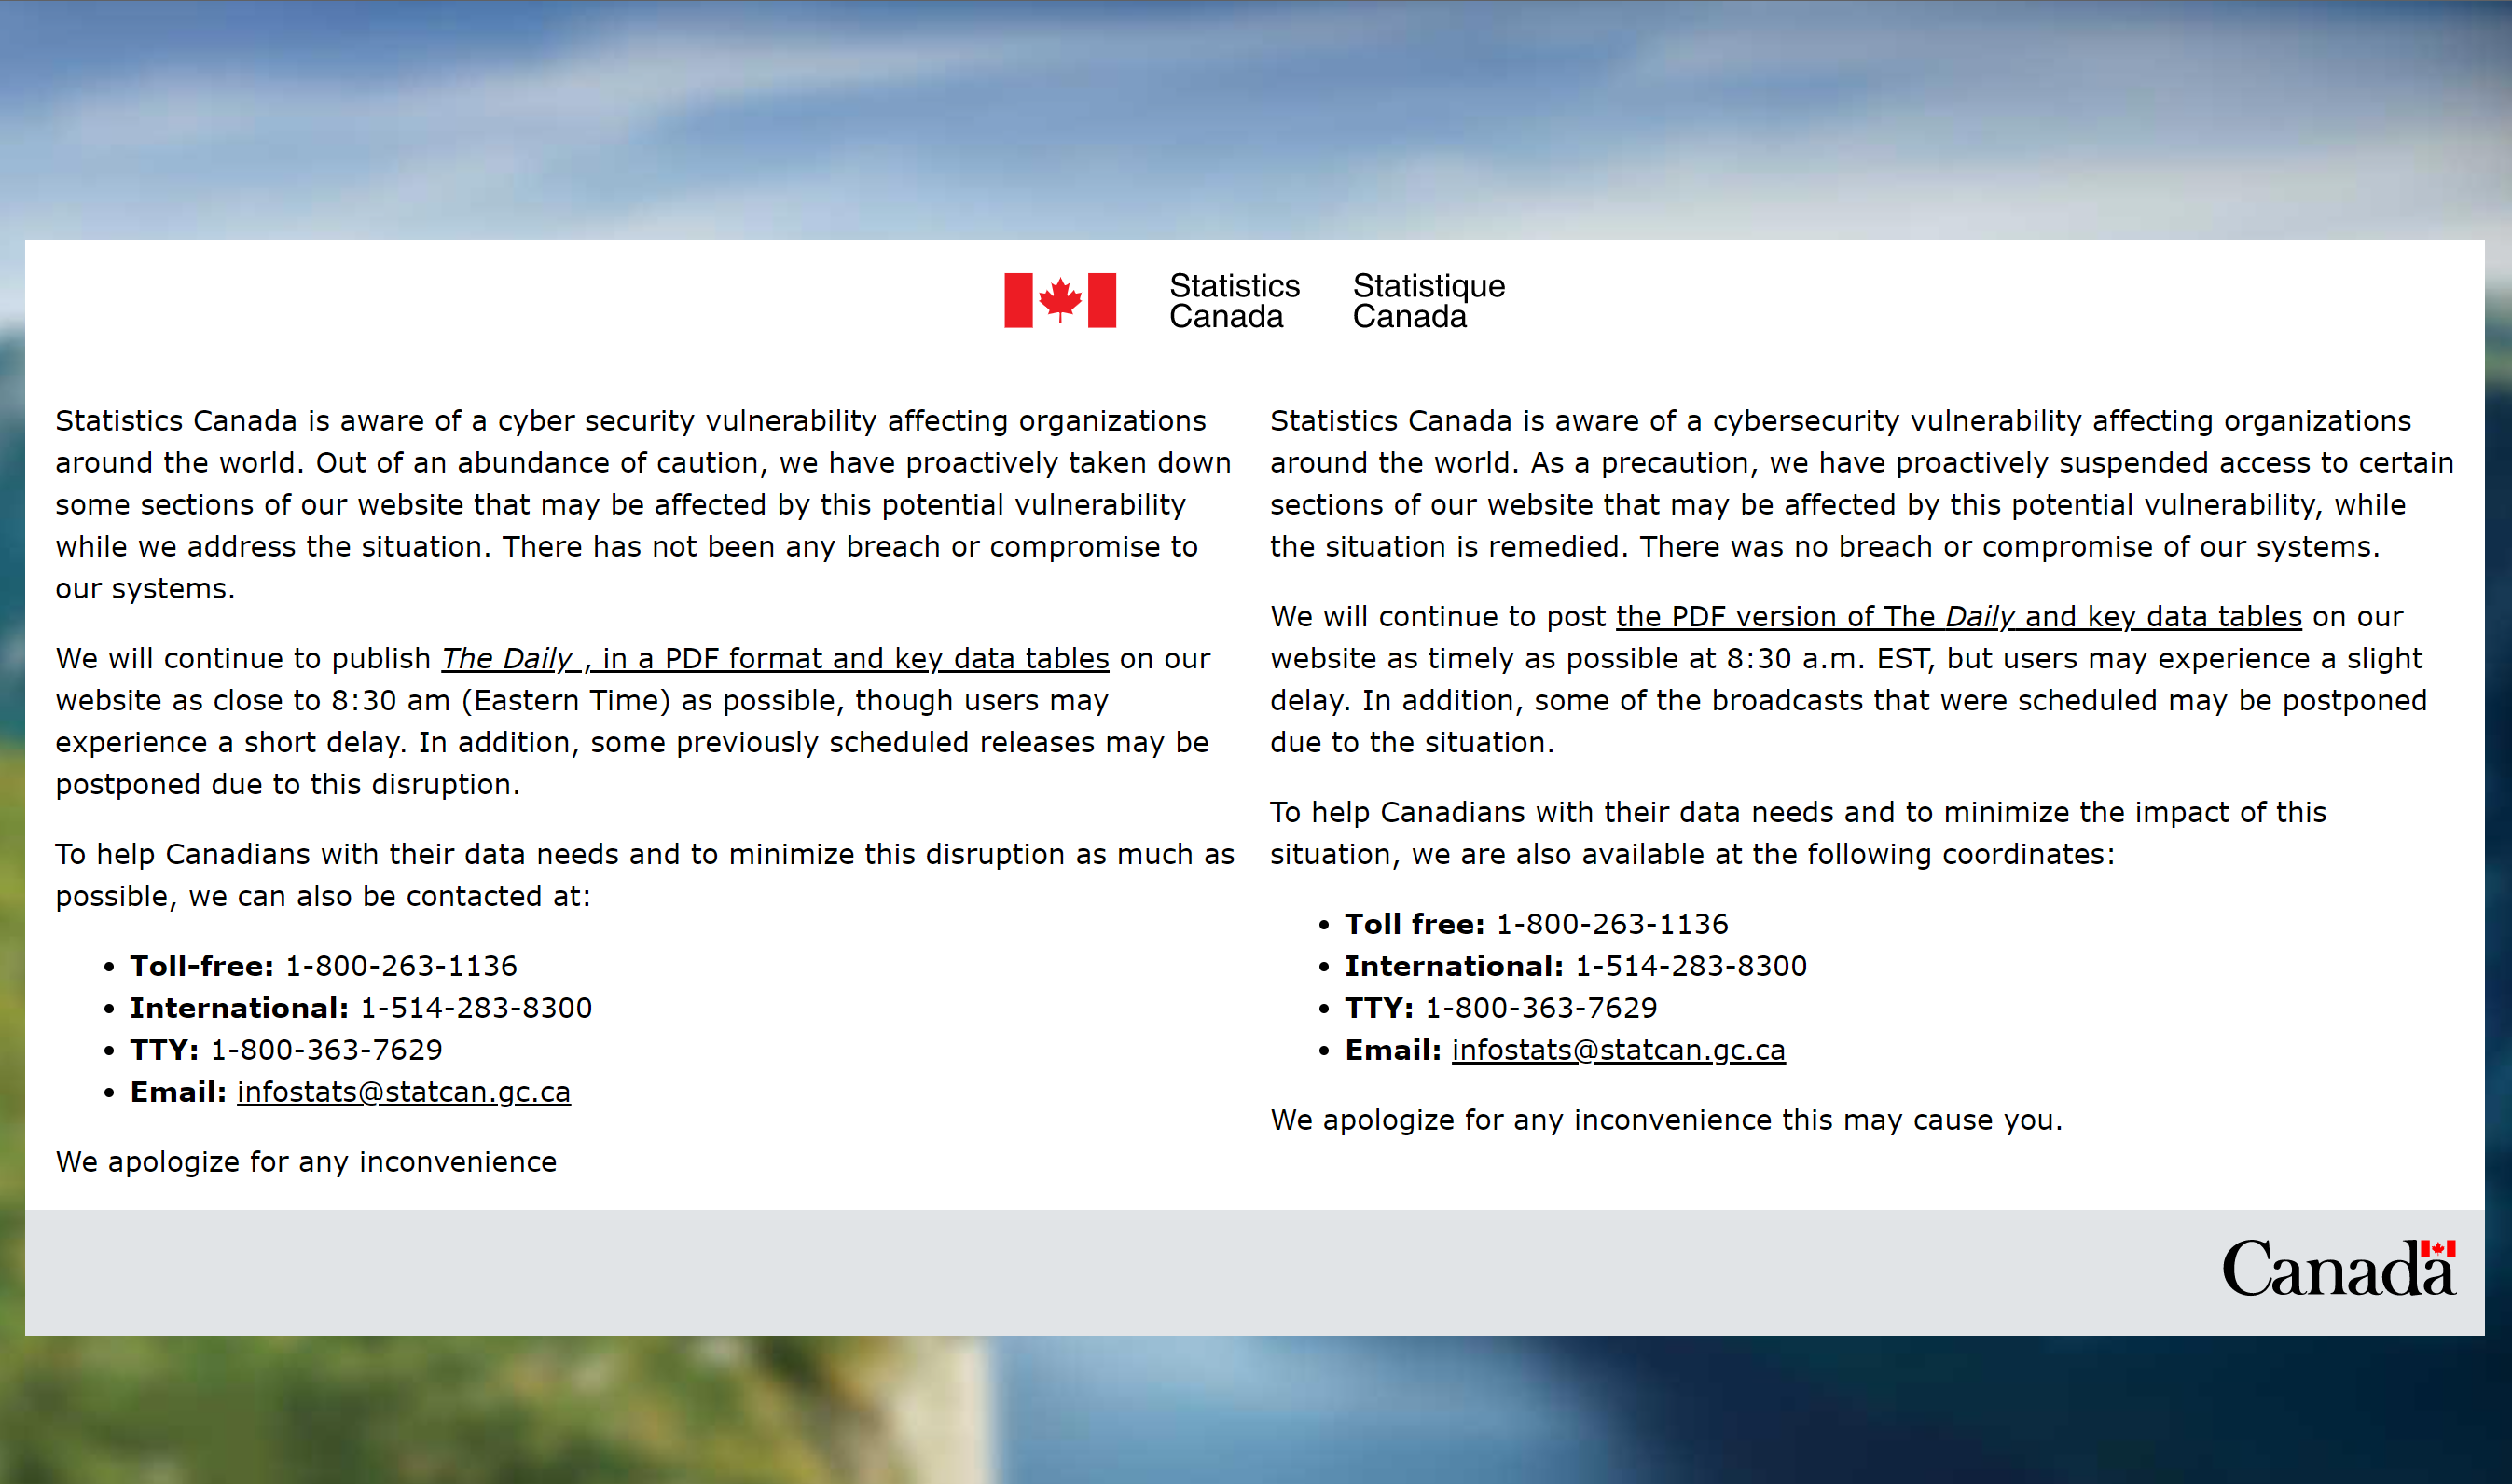 Statistics
Canada
Statistique
Canada
Statistics Canada is aware of a cyber security vulnerability affecting organizations
around the world. Out of an abundance of caution, we have proactively taken down
some sections of our website that may be affected by this potential vulnerability
while we address the situation. There has not been any breach or compromise to
our systems.
We will continue to publish The Daily , in a PDF format and key data tables on our
website as close to 8:30 am (Eastern Time) as possible, though users may
experience a short delay. In addition, some previously scheduled releases may be
postponed due to this disruption.
To help Canadians with their data needs and to minimize this disruption as much as
possible, we can also be contacted at:
• Toll-free: 1-800-263-1136
• International: 1-514-283-8300
• TTY: 1-800-363-7629
• Email: infostats@statcan.gc.ca
We apologize for any inconvenience
Statistics Canada is aware of a cybersecurity vulnerability affecting organizations
around the world. As a precaution, we have proactively suspended access to certain
sections of our website that may be affected by this potential vulnerability, while
the situation is remedied. There was no breach or compromise of our systems.
We will continue to post the PDF version of The Daily and key data tables on our
website as timely as possible at 8:30 a.m. EST, but users may experience a slight
delay. In addition, some of the broadcasts that were scheduled may be postponed
due to the situation.
To help Canadians with their data needs and to minimize the impact of this
situation, we are also available at the following coordinates:
• Toll free: 1-800-263-1136
• International: 1-514-283-8300
• TTY: 1-800-363-7629
• Email: infostats@statcan.gc.ca
We apologize for any inconvenience this may cause you.
Canada